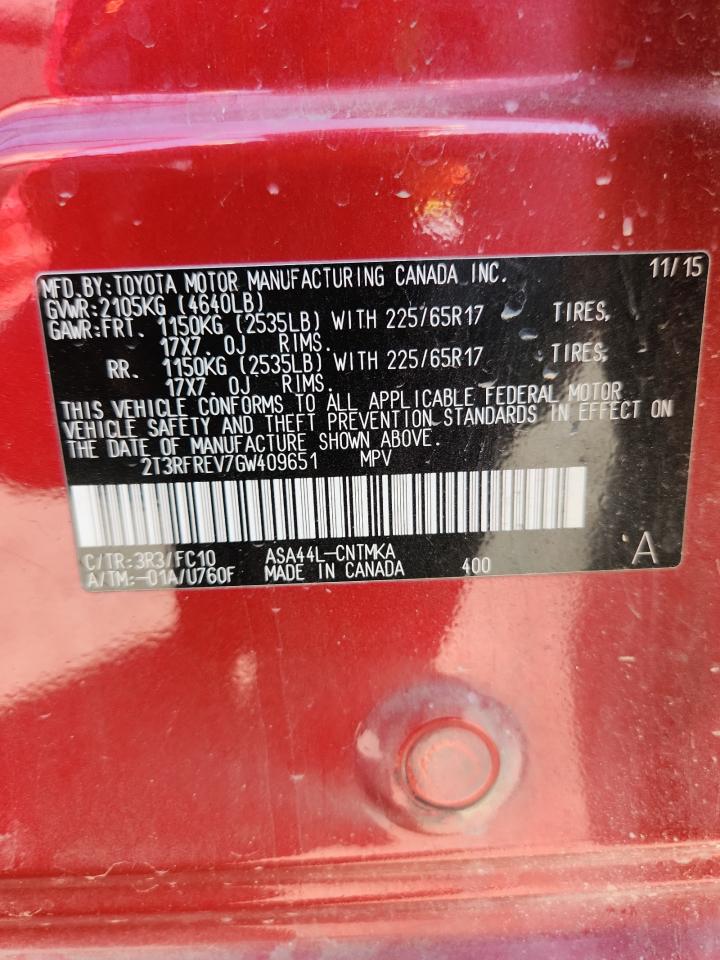 MFD.BY:TOYOTA MOTOR MANUFACTURING CANADA INC. 11/15
GVWR:2105KG (4640LB)
GAWR:FRT. 1150KG (2535LB) WITH 225/65R17 TIRES,
17X7.0J RIMS.
RR. 1150KG (2535LB) WITH 225/65R17 TIRES,
17X7.0J RIMS.
THIS VEHICLE CONFORMS TO ALL APPLICABLE FEDERAL MOTOR
VEHICLE SAFETY AND THEFT PREVENTION STANDARDS IN EFFECT ON
THE DATE OF MANUFACTURE SHOWN ABOVE.
2T3RFREV7GW409651 MPV
C/TR:3R3/FC10 ASA44L-CNTMKA A
A/TM:-01A/U760F MADE IN CANADA 400